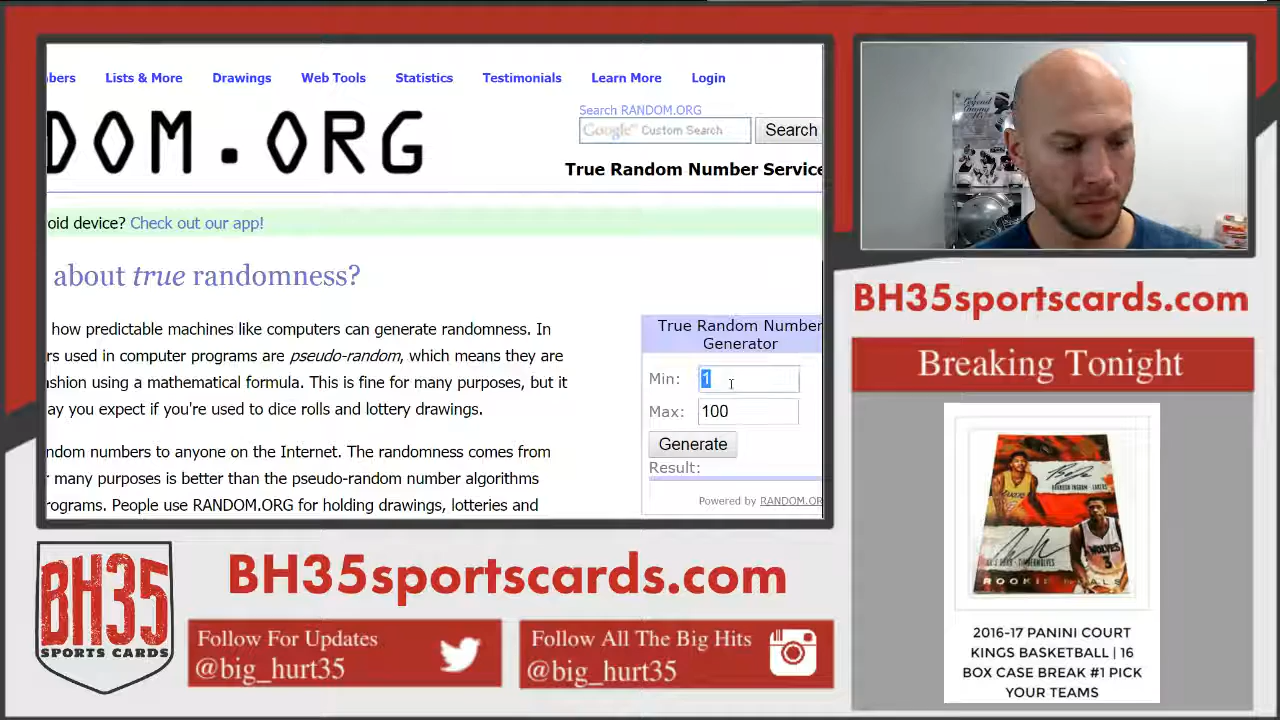 bers Lists & More Drawings Web Tools Statistics Testimonials Learn More Login
DOM.ORG
Search RANDOM.ORG
Google™ Custom Search Search
True Random Number Service
oid device? Check out our app!
about true randomness?
how predictable machines like computers can generate randomness. In
rs used in computer programs are pseudo-random, which means they are
shion using a mathematical formula. This is fine for many purposes, but it
ay you expect if you're used to dice rolls and lottery drawings.
ndom numbers to anyone on the Internet. The randomness comes from
many purposes is better than the pseudo-random number algorithms
rograms. People use RANDOM.ORG for holding drawings, lotteries and
True Random Number
Generator
Min: 1
Max: 100
Generate
Result:
Powered by RANDOM.OR
BH35sportscards.com
Breaking Tonight
BRANDON INGRAM - LAKERS
WOLVES
3
ROOKIE
2016-17 PANINI COURT
KINGS BASKETBALL | 16
BOX CASE BREAK #1 PICK
YOUR TEAMS
BH35
SPORTS CARDS
BH35sportscards.com
Follow For Updates
@big_hurt35
Follow All The Big Hits
@big_hurt35